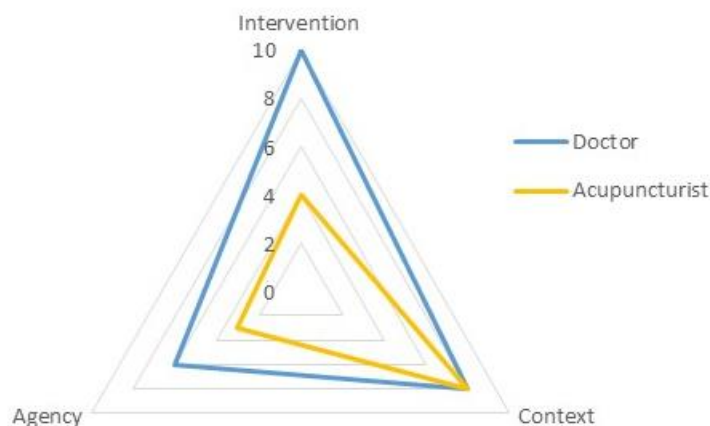 Intervention
10
8
6
4
2
0
Doctor
Acupuncturist
Agency
Context